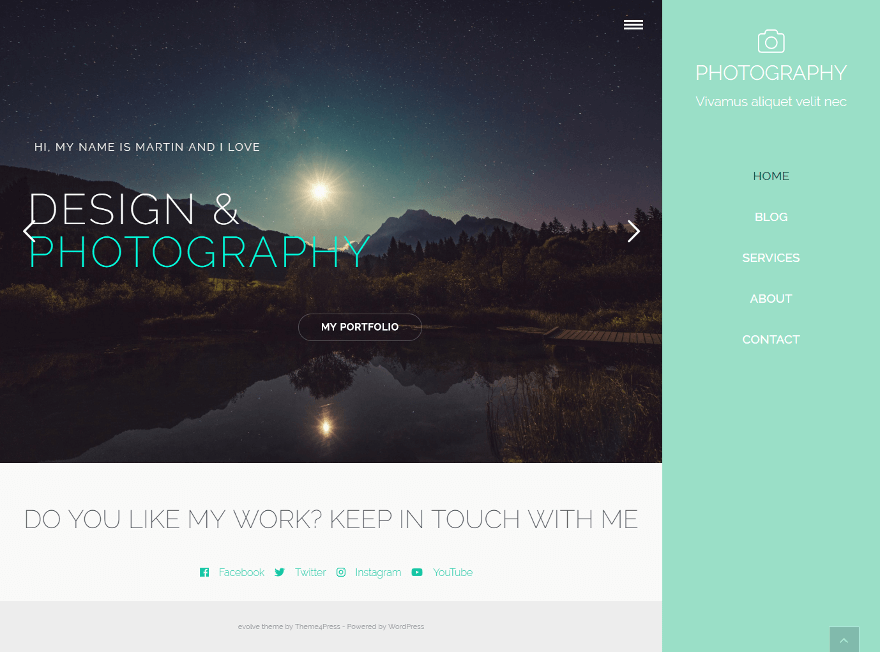 HI, MY NAME IS MARTIN AND I LOVE
DESIGN &
PHOTOGRAPHY
MY PORTFOLIO
PHOTOGRAPHY
Vivamus aliquet velit nec
HOME
BLOG
SERVICES
ABOUT
CONTACT
DO YOU LIKE MY WORK? KEEP IN TOUCH WITH ME
Facebook Twitter Instagram YouTube
evolve theme by Theme4Press - Powered by WordPress